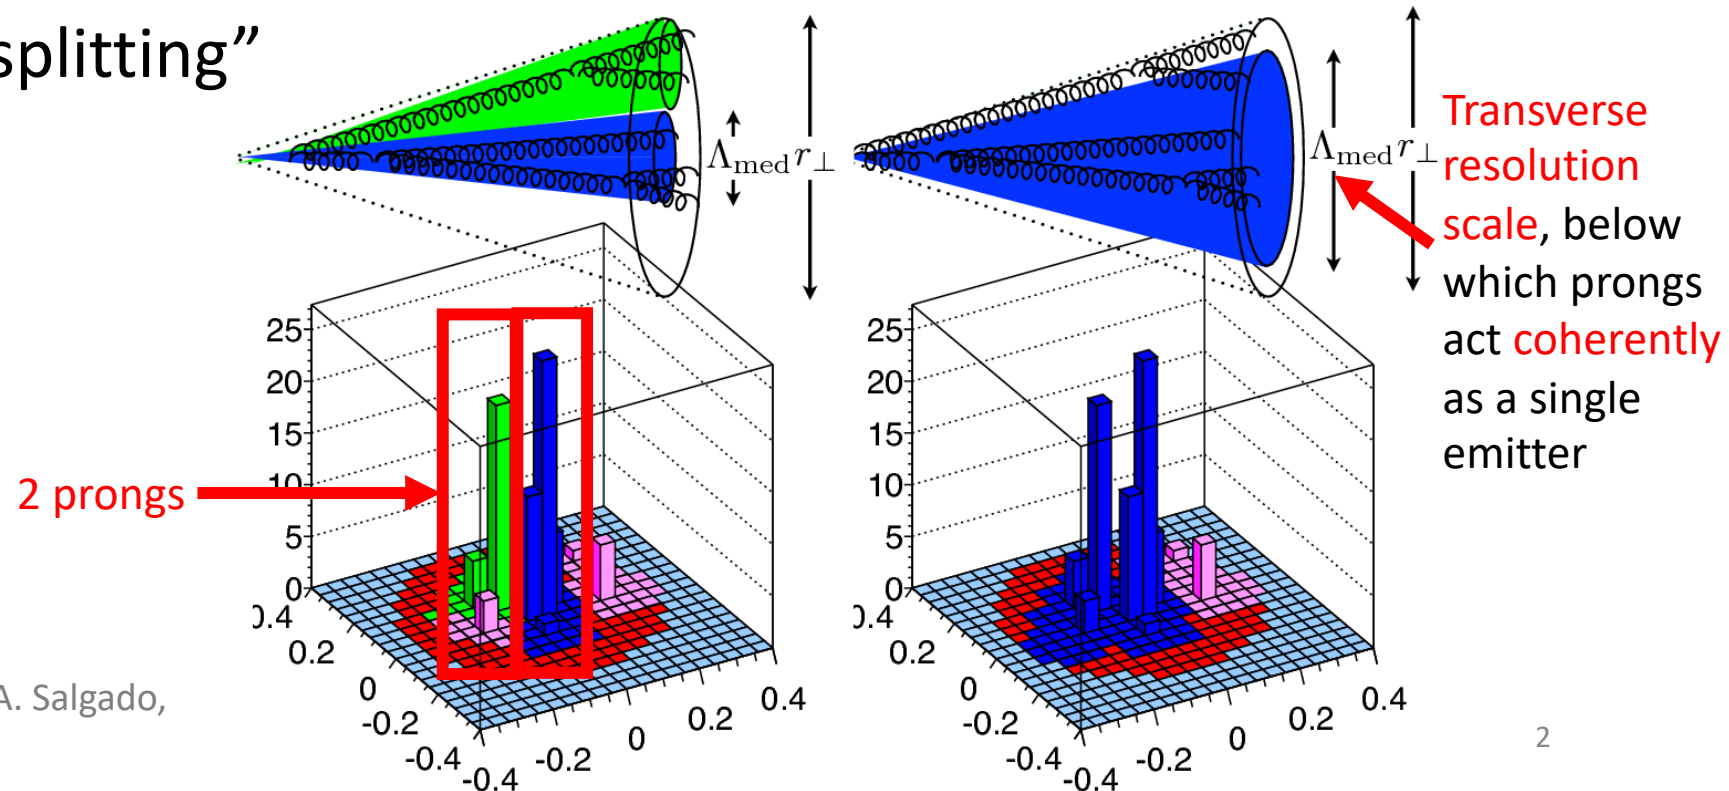 splitting”
Λmed r⊥
Λmed r⊥
Transverse
resolution
scale, below
which prongs
act coherently
as a single
emitter
2 prongs
25
20
15
10
5
0
0.4
0.2
0
-0.2
-0.4
-0.4
-0.2
0
0.2
0.4
25
20
15
10
5
0
0.4
0.2
0
-0.2
-0.4
-0.4
-0.2
0
0.2
0.4
A. Salgado,
2